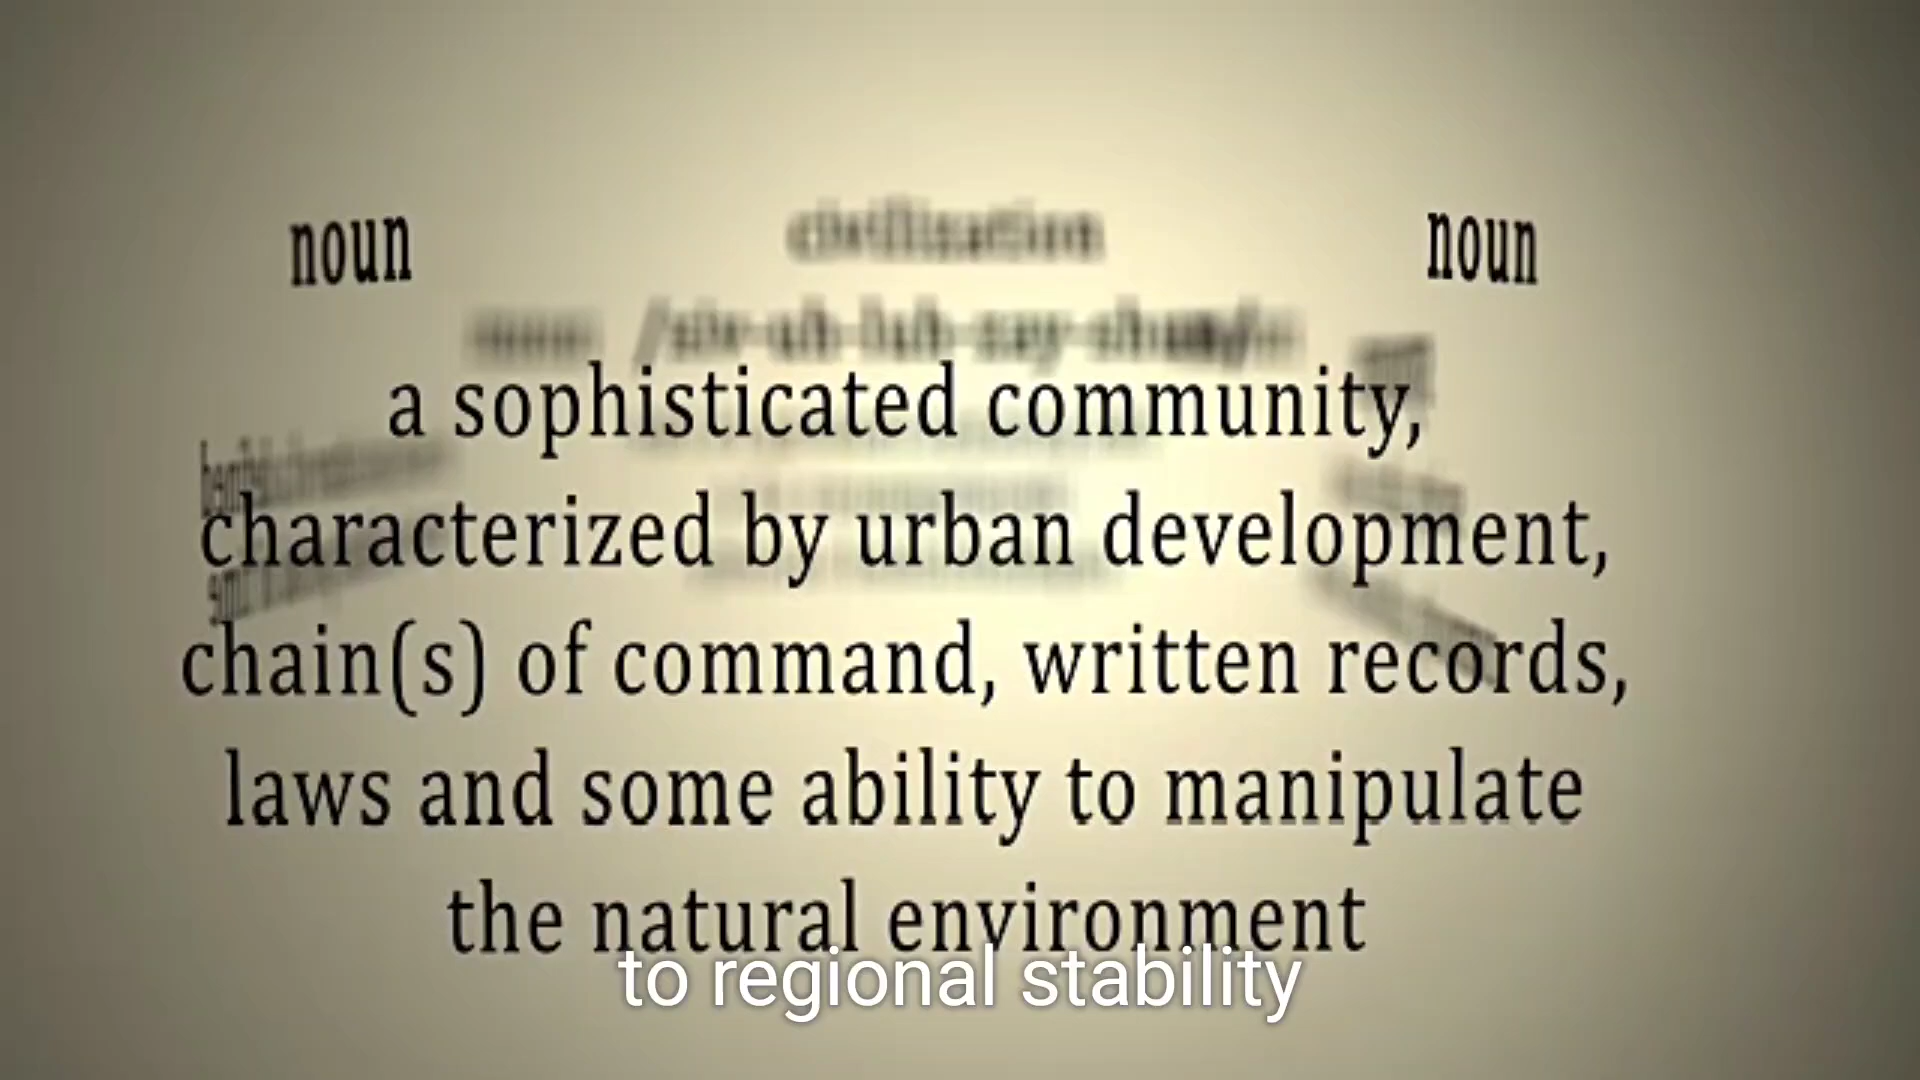 civilisation
noun
noun
a sophisticated community,
characterized by urban development,
chain(s) of command, written records,
laws and some ability to manipulate
the natural environment
to regional stability